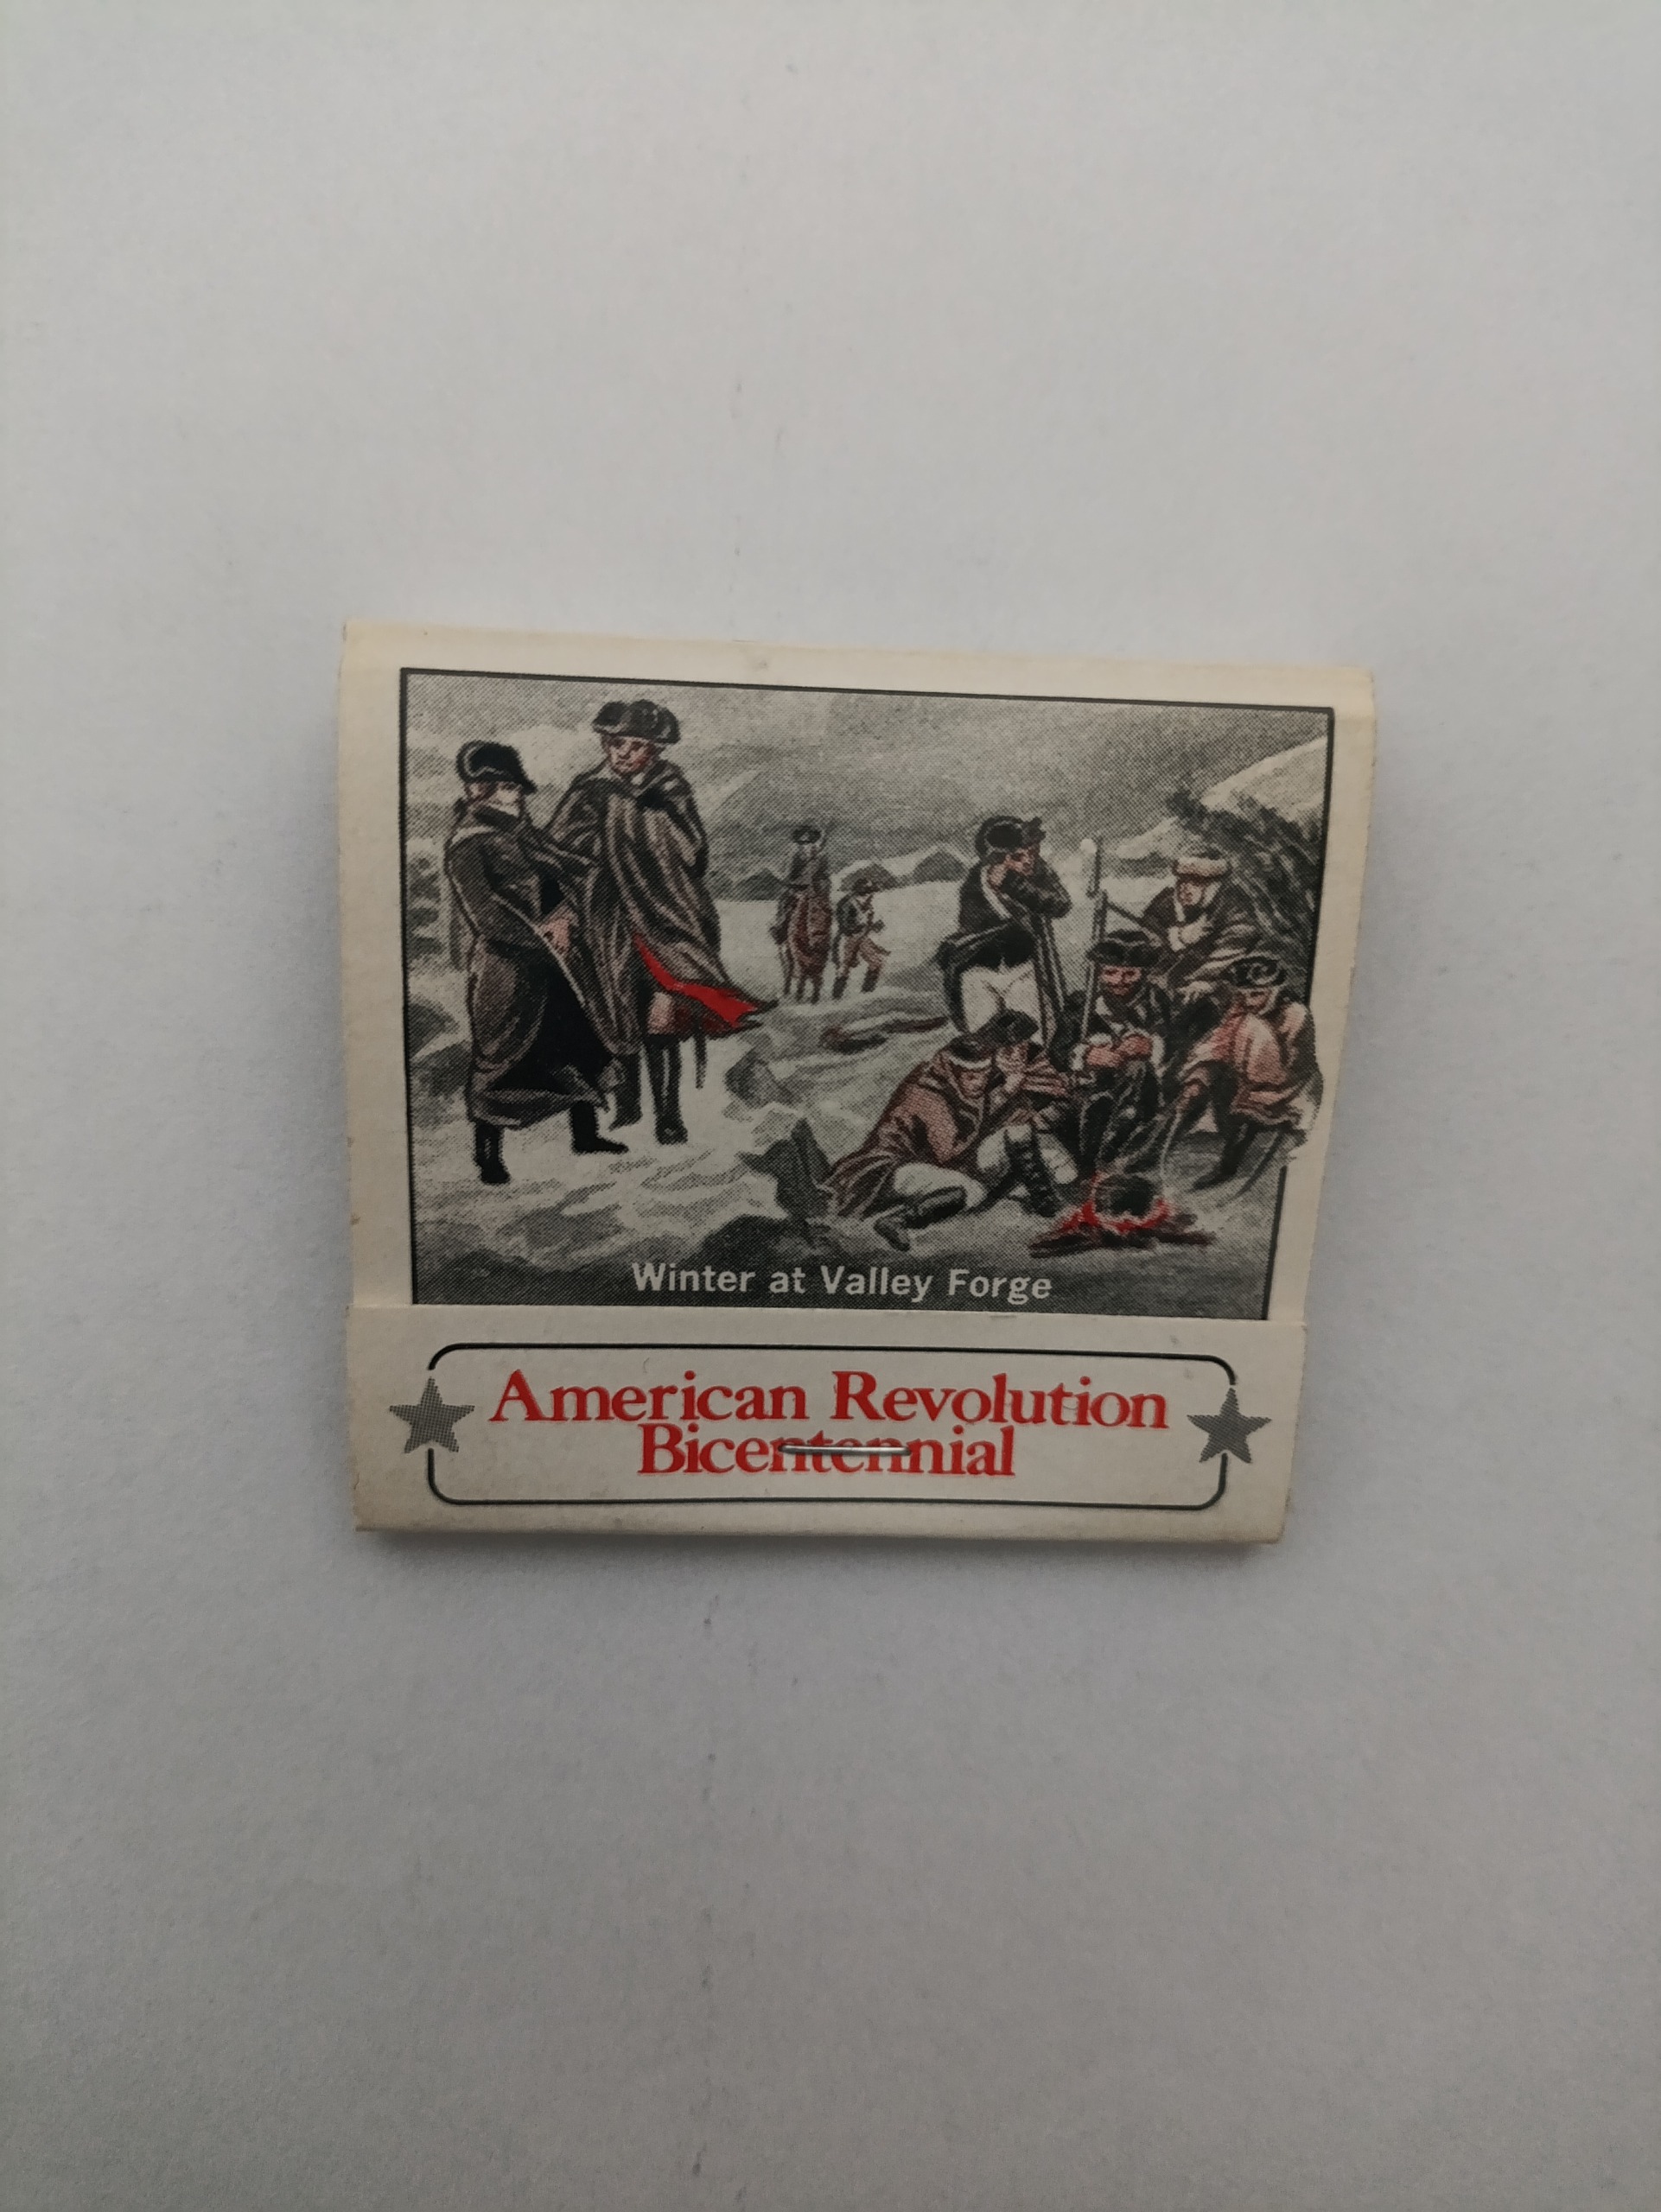 Winter at Valley Forge
American Revolution
Bicentennial